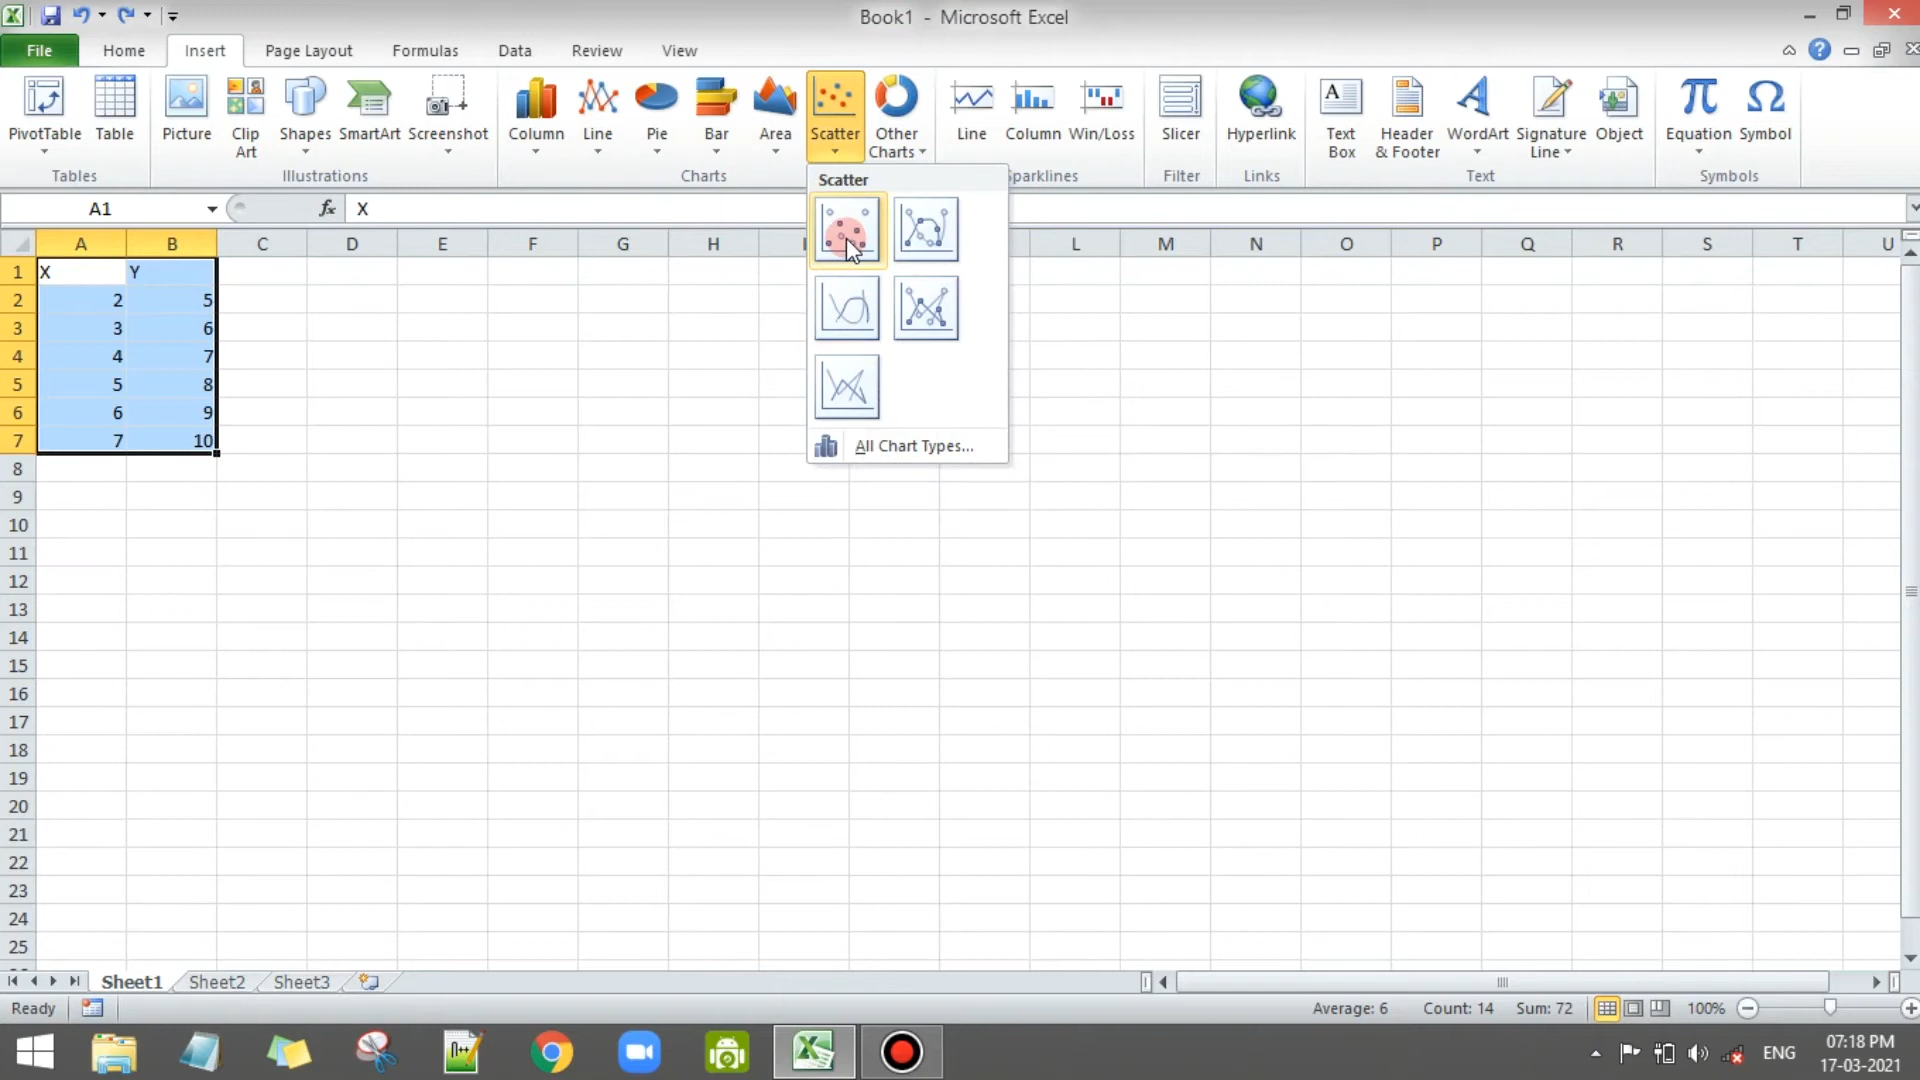 Book1 - Microsoft Excel
File Home Insert Page Layout Formulas Data Review View
PivotTable Table Picture Clip Art Shapes SmartArt Screenshot Column Line Pie Bar Area Scatter Other Charts Line Column Win/Loss Slicer Hyperlink Text Box Header & Footer WordArt Signature Line Object Equation Symbol
Tables Illustrations Charts Sparklines Filter Links Text Symbols
Scatter
All Chart Types...
A1 fx X
A B C D E F G H I L M N O P Q R S T U
1 X Y
2 2 5
3 3 6
4 4 7
5 5 8
6 6 9
7 7 10
8
9
10
11
12
13
14
15
16
17
18
19
20
21
22
23
24
25
Sheet1 Sheet2 Sheet3
Ready Average: 6 Count: 14 Sum: 72 100%
ENG 07:18 PM
17-03-2021